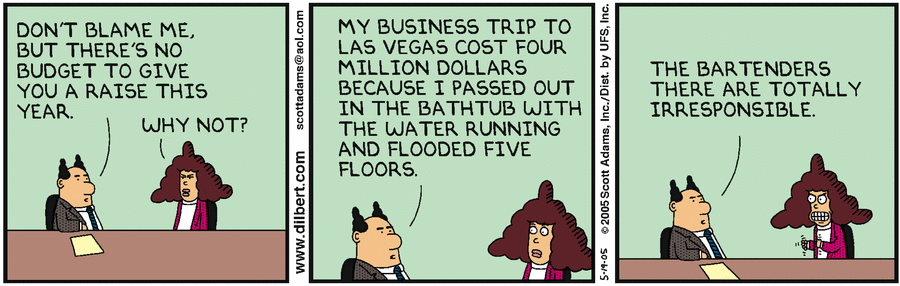 DON'T BLAME ME,
BUT THERE'S NO
BUDGET TO GIVE
YOU A RAISE THIS
YEAR.
WHY NOT?
www.dilbert.com
scottadams@aol.com
MY BUSINESS TRIP TO
LAS VEGAS COST FOUR
MILLION DOLLARS
BECAUSE I PASSED OUT
IN THE BATHTUB WITH
THE WATER RUNNING
AND FLOODED FIVE
FLOORS.
5-19-05 © 2005 Scott Adams, Inc./Dist. by UFS, Inc.
THE BARTENDERS
THERE ARE TOTALLY
IRRESPONSIBLE.